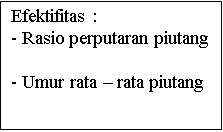 Efektifitas :
- Rasio perputaran piutang
- Umur rata – rata piutang